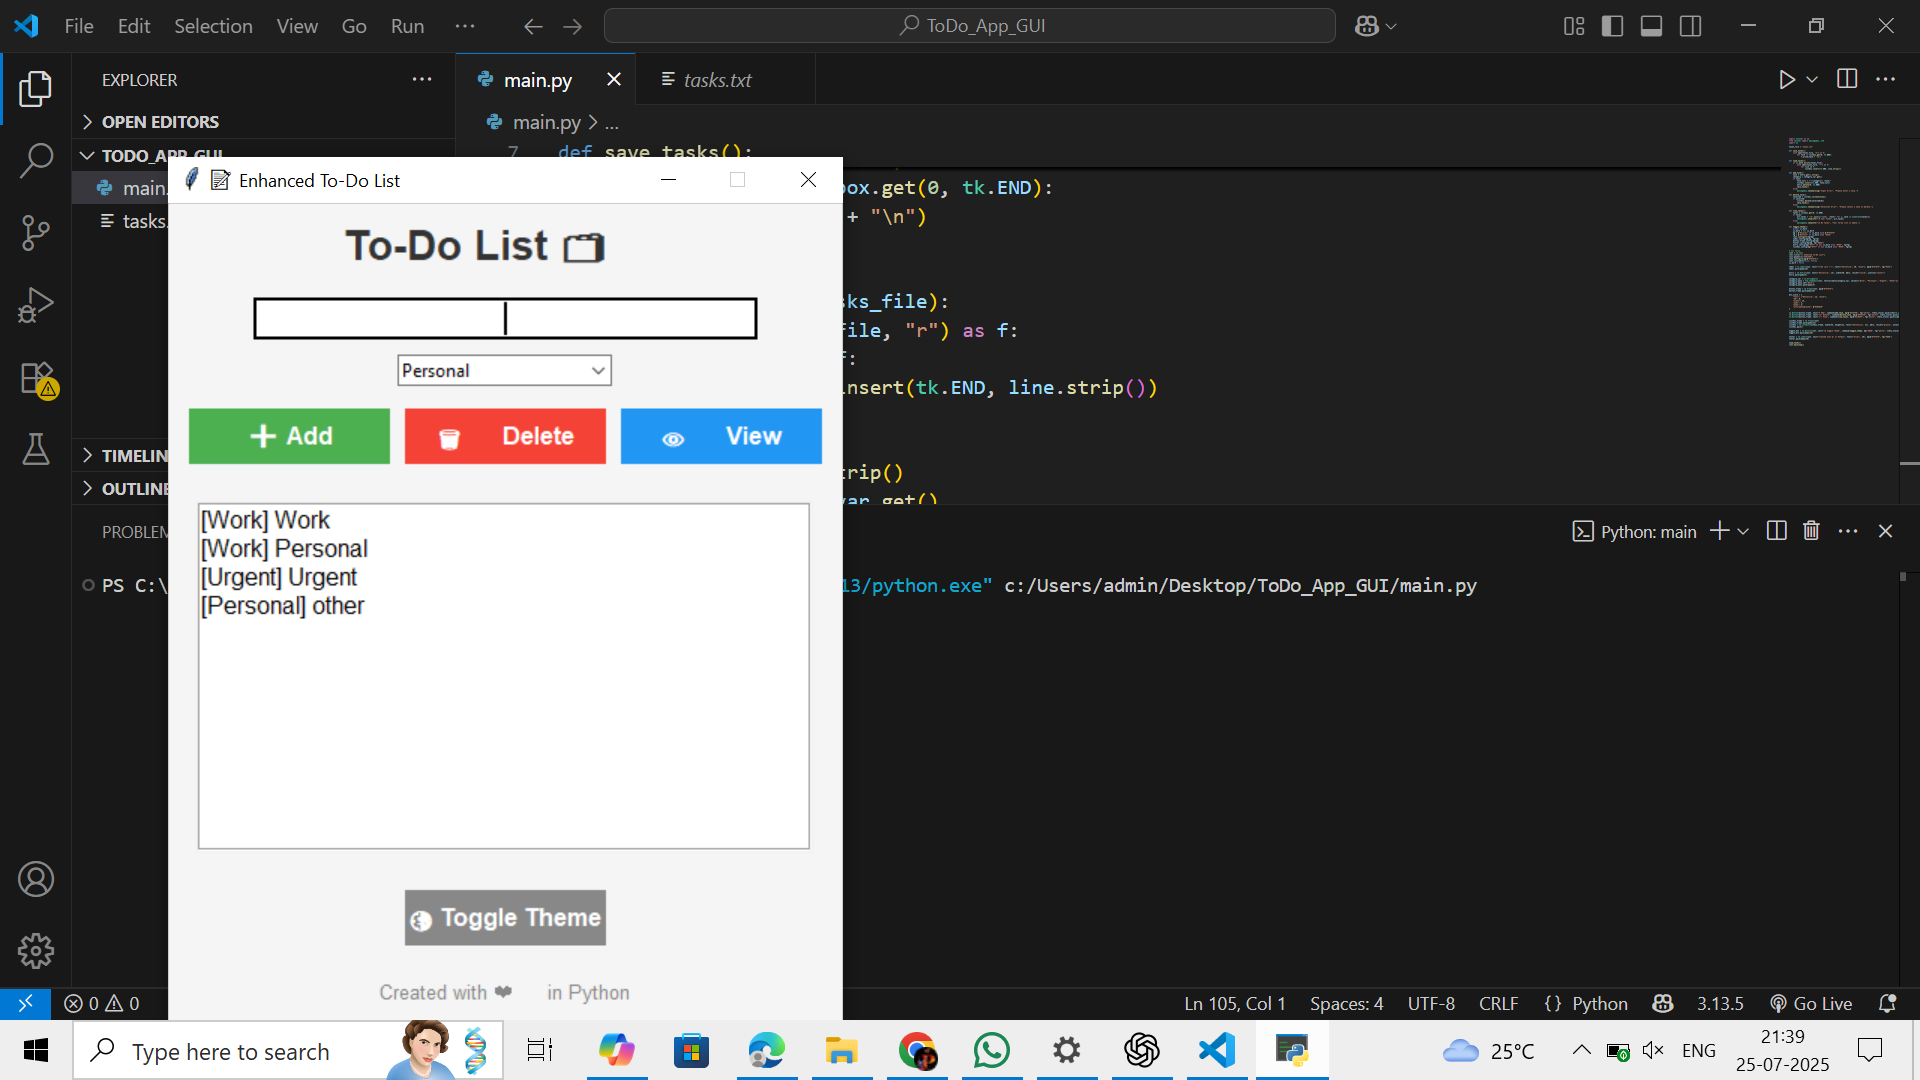 File Edit Selection View Go Run ···
ToDo_App_GUI
EXPLORER ···
main.py
tasks.txt
OPEN EDITORS
main.py > ...
TODO_APP_GUI
7 def save_tasks():
main.
tasks.
Enhanced To-Do List
box.get(0, tk.END):
+ "\n")
To-Do List
sks_file):
file, "r") as f:
f:
insert(tk.END, line.strip())
Personal
Add
Delete
View
TIMELIN
trip()
OUTLINE
var.get()
[Work] Work
[Work] Personal
[Urgent] Urgent
[Personal] other
PROBLEM
Python: main
PS C:\
13/python.exe" c:/Users/admin/Desktop/ToDo_App_GUI/main.py
Toggle Theme
Created with ❤ in Python
0 0
Ln 105, Col 1 Spaces: 4 UTF-8 CRLF {} Python 3.13.5 Go Live
Type here to search
25°C
ENG
21:39
25-07-2025